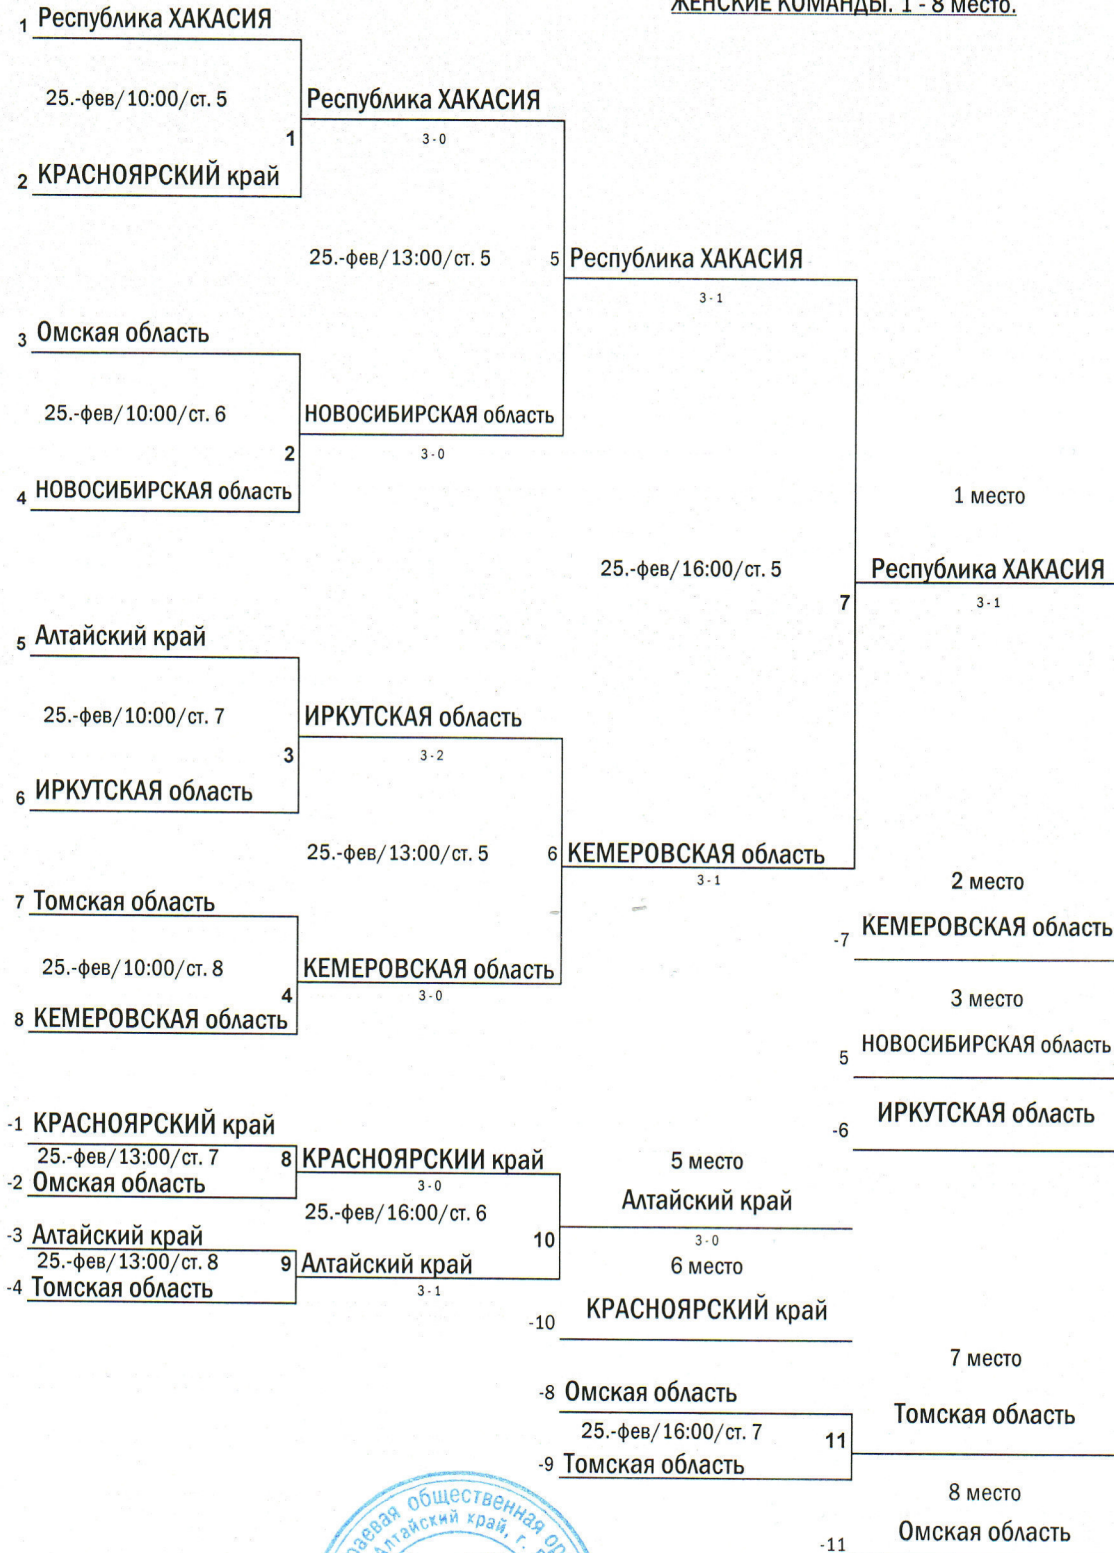 ЖЕНСКИЕ КОМАНДЫ. 1 - 8 место.
1 Республика ХАКАСИЯ
25.-фев/10:00/ст. 5
Республика ХАКАСИЯ
1
3 - 0
2 КРАСНОЯРСКИЙ край
25.-фев/13:00/ст. 5
5 Республика ХАКАСИЯ
3 - 1
3 Омская область
25.-фев/10:00/ст. 6
НОВОСИБИРСКАЯ область
2
3 - 0
4 НОВОСИБИРСКАЯ область
1 место
25.-фев/16:00/ст. 5
Республика ХАКАСИЯ
7
3 - 1
5 Алтайский край
25.-фев/10:00/ст. 7
ИРКУТСКАЯ область
3
3 - 2
6 ИРКУТСКАЯ область
25.-фев/13:00/ст. 5
6 КЕМЕРОВСКАЯ область
3 - 1
2 место
7 Томская область
-7 КЕМЕРОВСКАЯ область
25.-фев/10:00/ст. 8
КЕМЕРОВСКАЯ область
4
3 - 0
3 место
8 КЕМЕРОВСКАЯ область
5 НОВОСИБИРСКАЯ область
-6 ИРКУТСКАЯ область
-1 КРАСНОЯРСКИЙ край
25.-фев/13:00/ст. 7
8 КРАСНОЯРСКИИ край
5 место
-2 Омская область
3 - 0
25.-фев/16:00/ст. 6
Алтайский край
-3 Алтайский край
10
3 - 0
25.-фев/13:00/ст. 8
9 Алтайский край
6 место
-4 Томская область
3 - 1
-10 КРАСНОЯРСКИЙ край
7 место
-8 Омская область
Томская область
25.-фев/16:00/ст. 7
11
-9 Томская область
8 место
-11 Омская область
раевая общественная ор
Алтайский край, г.